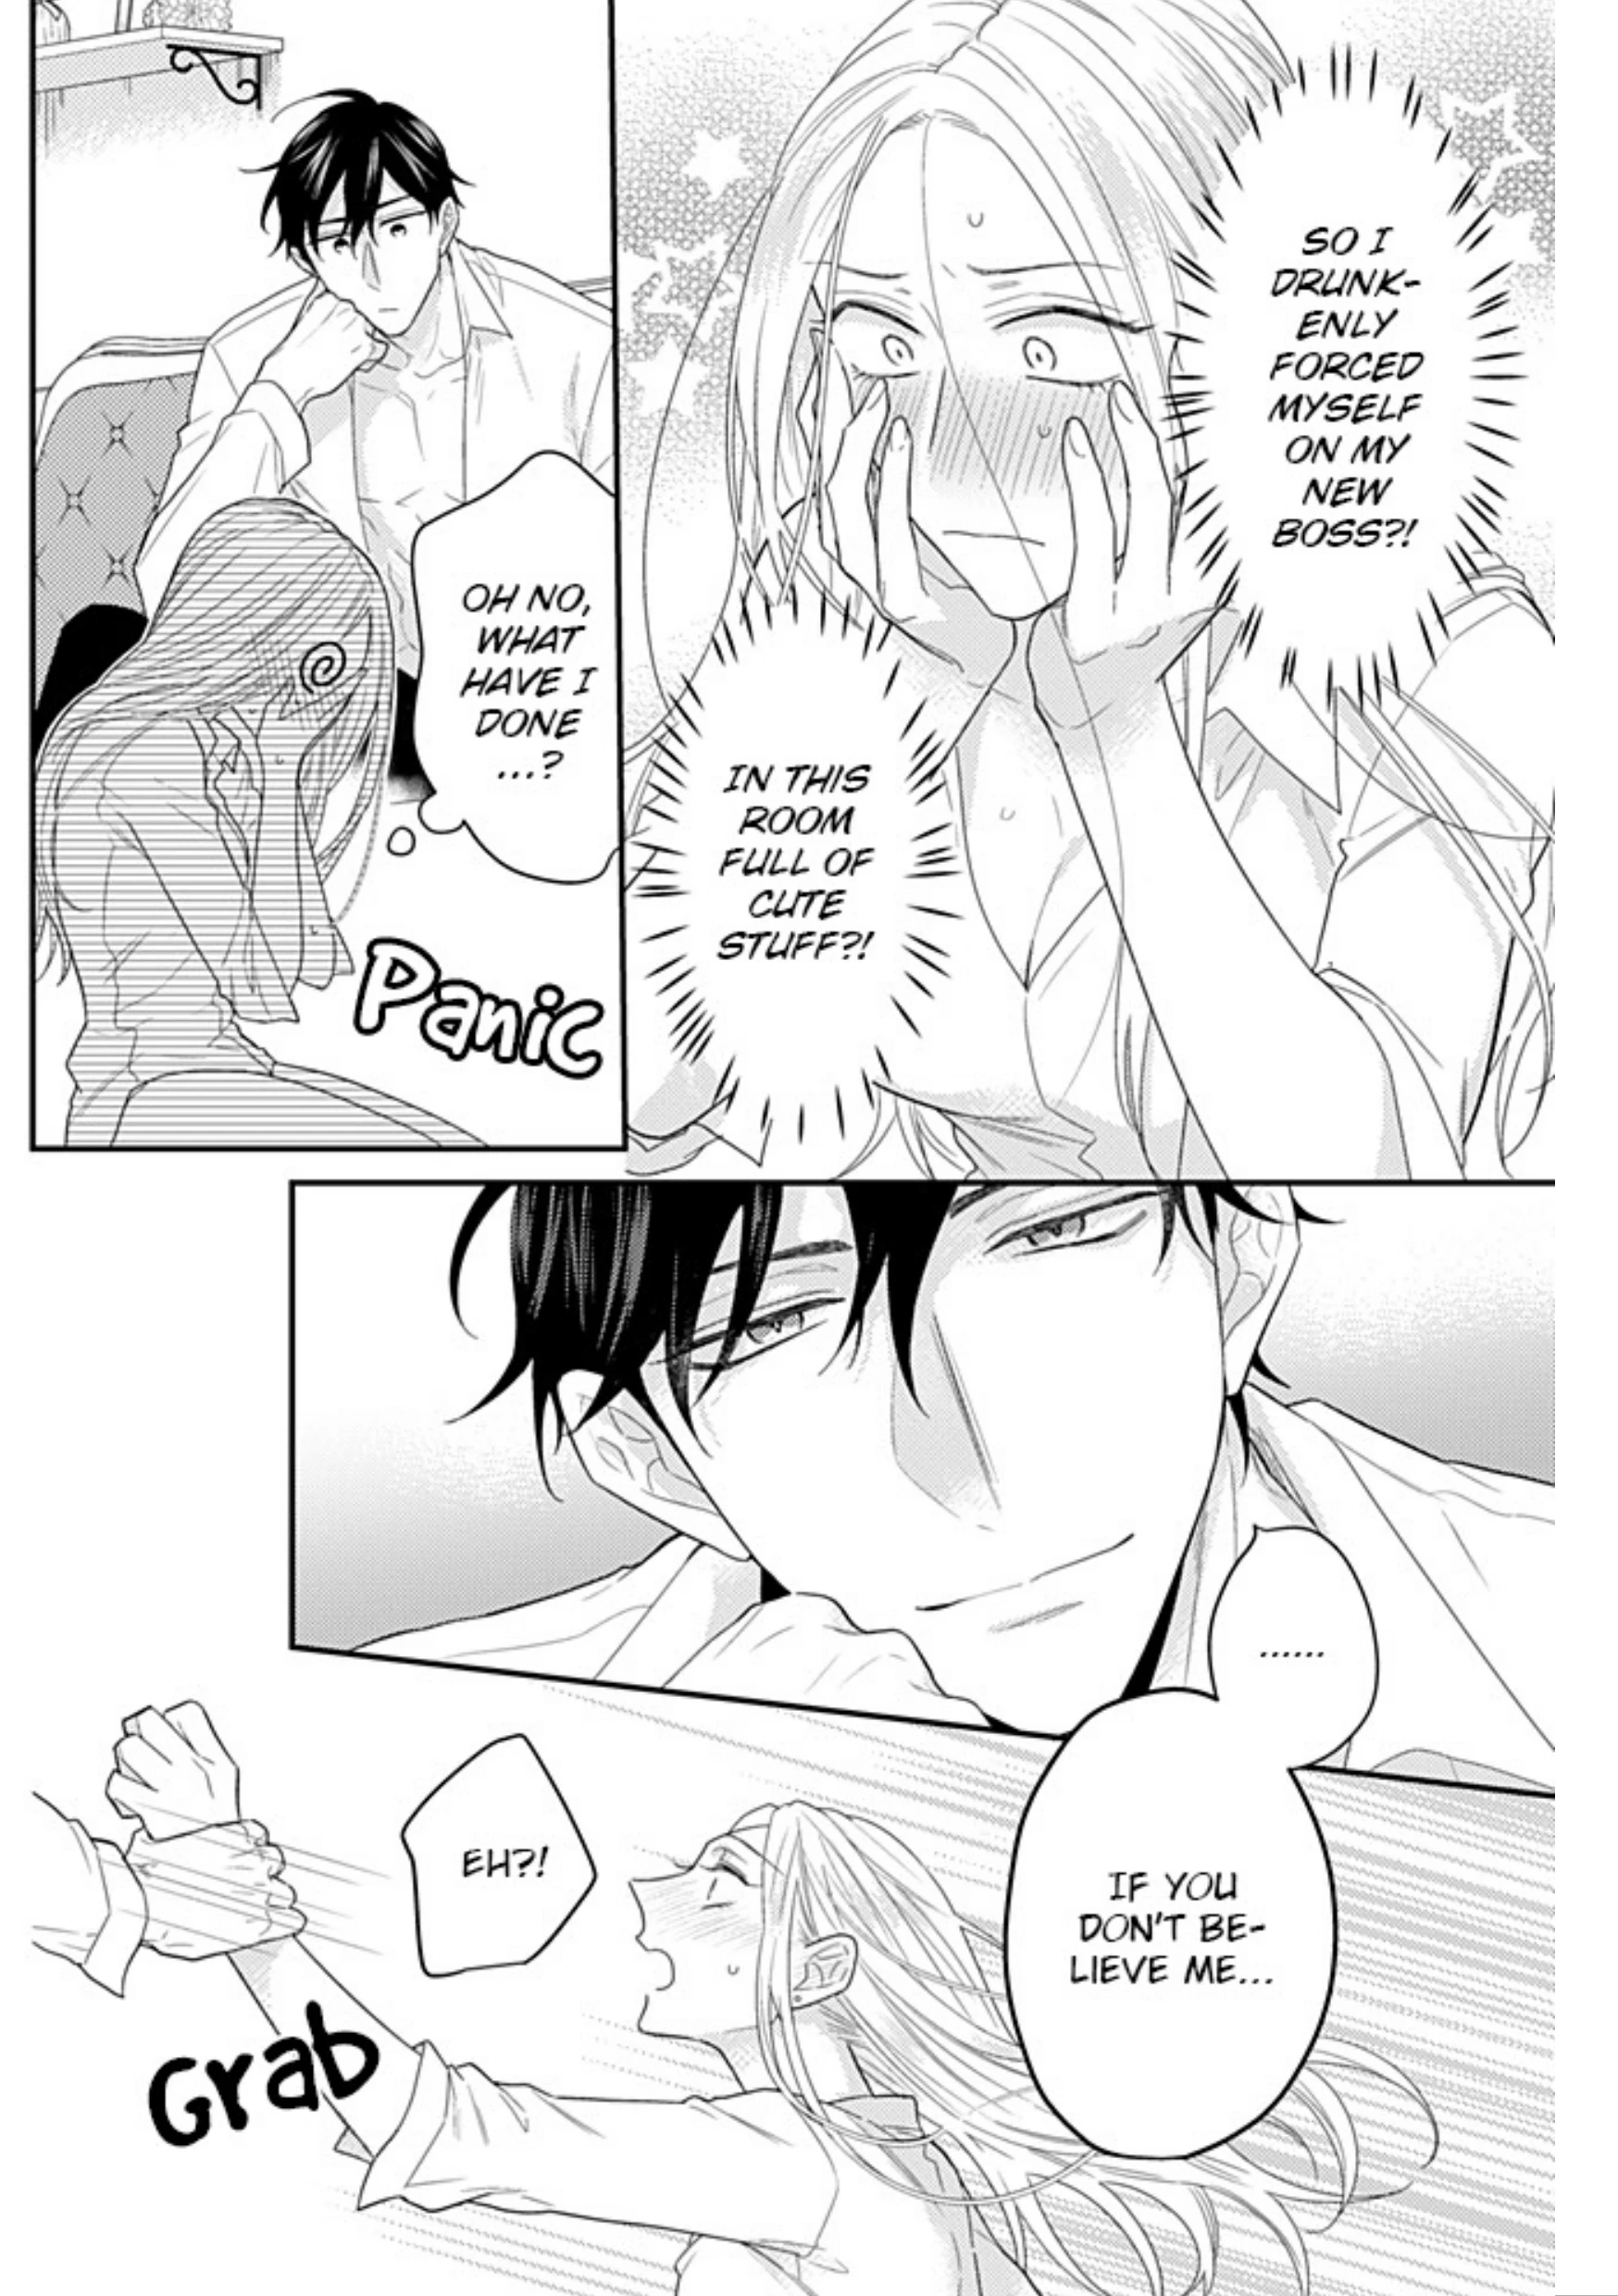 SO I
DRUNK-
ENLY
FORCED
MYSELF
ON MY
NEW
BOSS?!
IN THIS
ROOM
FULL OF
CUTE
STUFF?!
OH NO,
WHAT
HAVE I
DONE
...?
Panic
......
IF YOU
DON'T BE-
LIEVE ME...
EH?!
Grab